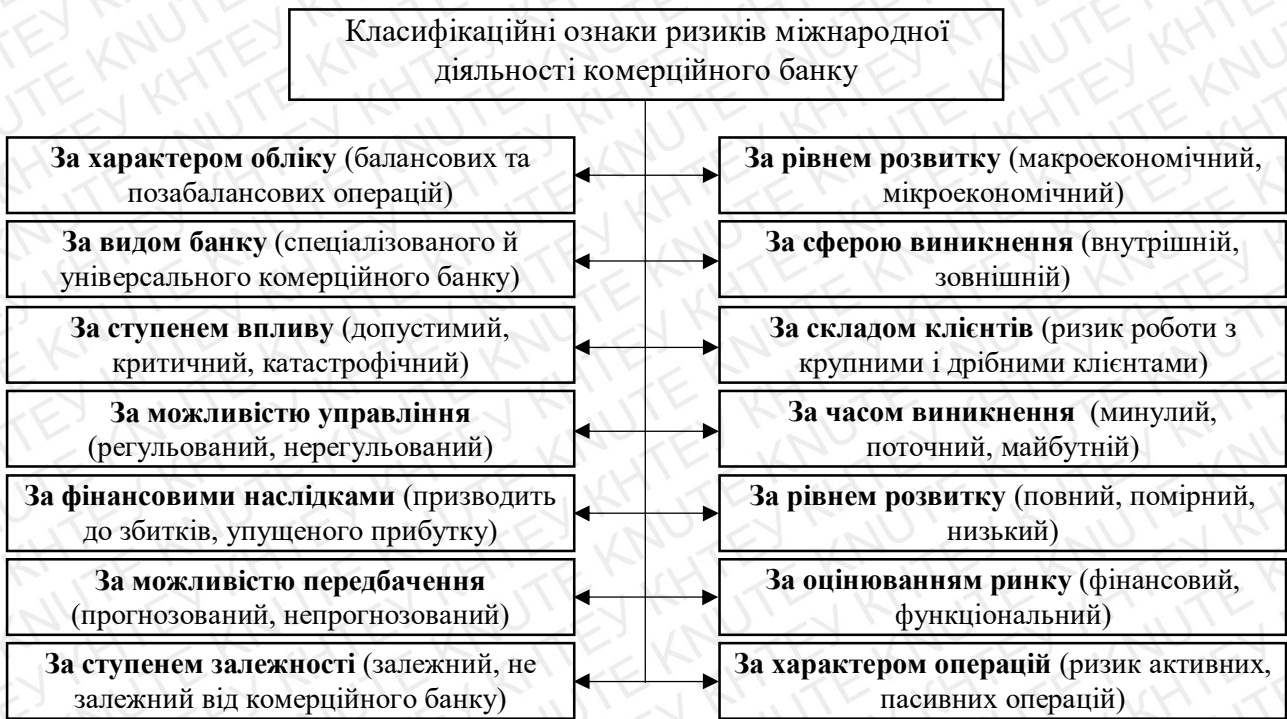 Класифікаційні ознаки ризиків міжнародної
діяльності комерційного банку
За характером обліку (балансових та
позабалансових операцій)
За рівнем розвитку (макроекономічний,
мікроекономічний)
За видом банку (спеціалізованого й
універсального комерційного банку)
За сферою виникнення (внутрішній,
зовнішній)
За ступенем впливу (допустимий,
критичний, катастрофічний)
За складом клієнтів (ризик роботи з
крупними і дрібними клієнтами)
За можливістю управління
(регульований, нерегульований)
За часом виникнення (минулий,
поточний, майбутній)
За фінансовими наслідками (призводить
до збитків, упущеного прибутку)
За рівнем розвитку (повний, помірний,
низький)
За можливістю передбачення
(прогнозований, непрогнозований)
За оцінюванням ринку (фінансовий,
функціональний)
За ступенем залежності (залежний, не
залежний від комерційного банку)
За характером операцій (ризик активних,
пасивних операцій)